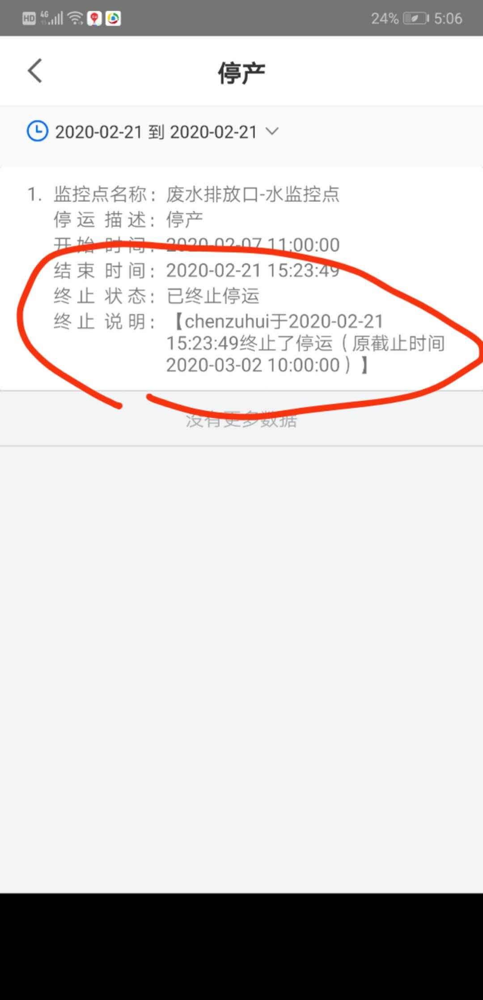 HD 4G 24% 5:06
停产
2020-02-21 到 2020-02-21
1. 监控点名称： 废水排放口-水监控点
停 运 描 述： 停产
开 始 时 间： 2020-02-07 11:00:00
结 束 时 间： 2020-02-21 15:23:49
终 止 状 态： 已终止停运
终 止 说 明： 【chenzuhui于2020-02-21
15:23:49终止了停运（原截止时间
2020-03-02 10:00:00）】
没有更多数据